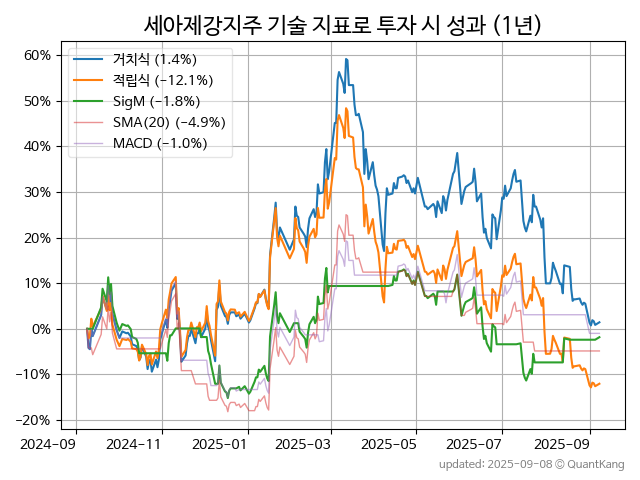 세아제강지주 기술 지표로 투자 시 성과 (1년)
60%
50%
40%
30%
20%
10%
0%
−10%
−20%
거치식 (1.4%)
적립식 (−12.1%)
SigM (−1.8%)
SMA(20) (−4.9%)
MACD (−1.0%)
2024-09 2024-11 2025-01 2025-03 2025-05 2025-07 2025-09
updated: 2025-09-08 © QuantKang